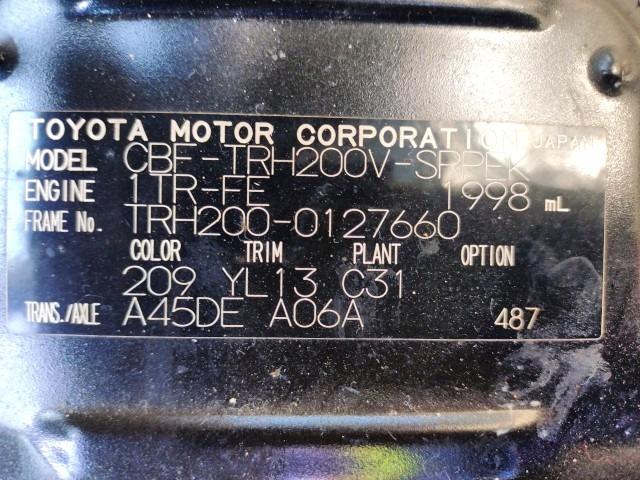 TOYOTA MOTOR CORPORATION JAPAN
MODEL CBF-TRH200V-SRPEK
ENGINE 1TR-FE 1998 mL
FRAME No. TRH200-0127660
COLOR TRIM PLANT OPTION
209 YL13 C31
TRANS./AXLE A45DE A06A 487